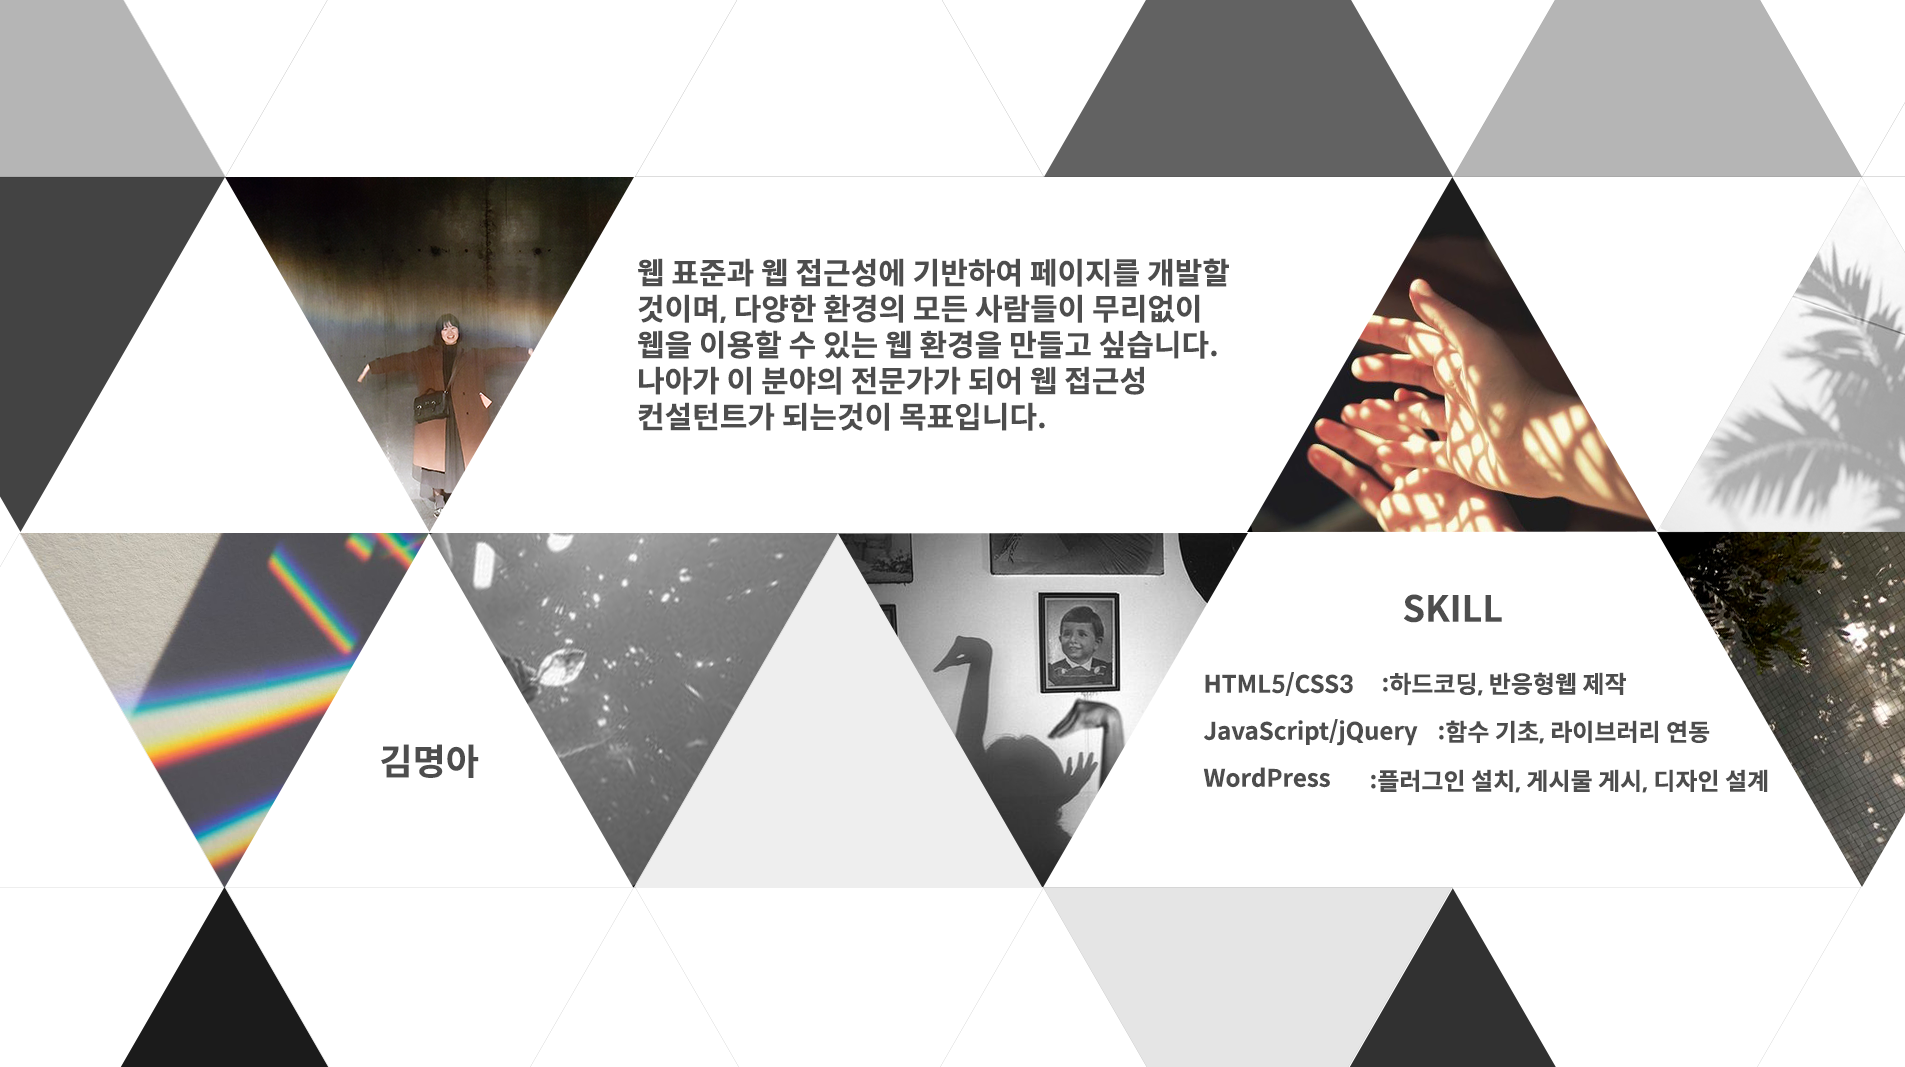 웹 표준과 웹 접근성에 기반하여 페이지를 개발할
것이며, 다양한 환경의 모든 사람들이 무리없이
웹을 이용할 수 있는 웹 환경을 만들고 싶습니다.
나아가 이 분야의 전문가가 되어 웹 접근성
컨설턴트가 되는것이 목표입니다.
김명아
SKILL
HTML5/CSS3 :하드코딩, 반응형웹 제작
JavaScript/jQuery :함수 기초, 라이브러리 연동
WordPress :플러그인 설치, 게시물 게시, 디자인 설계